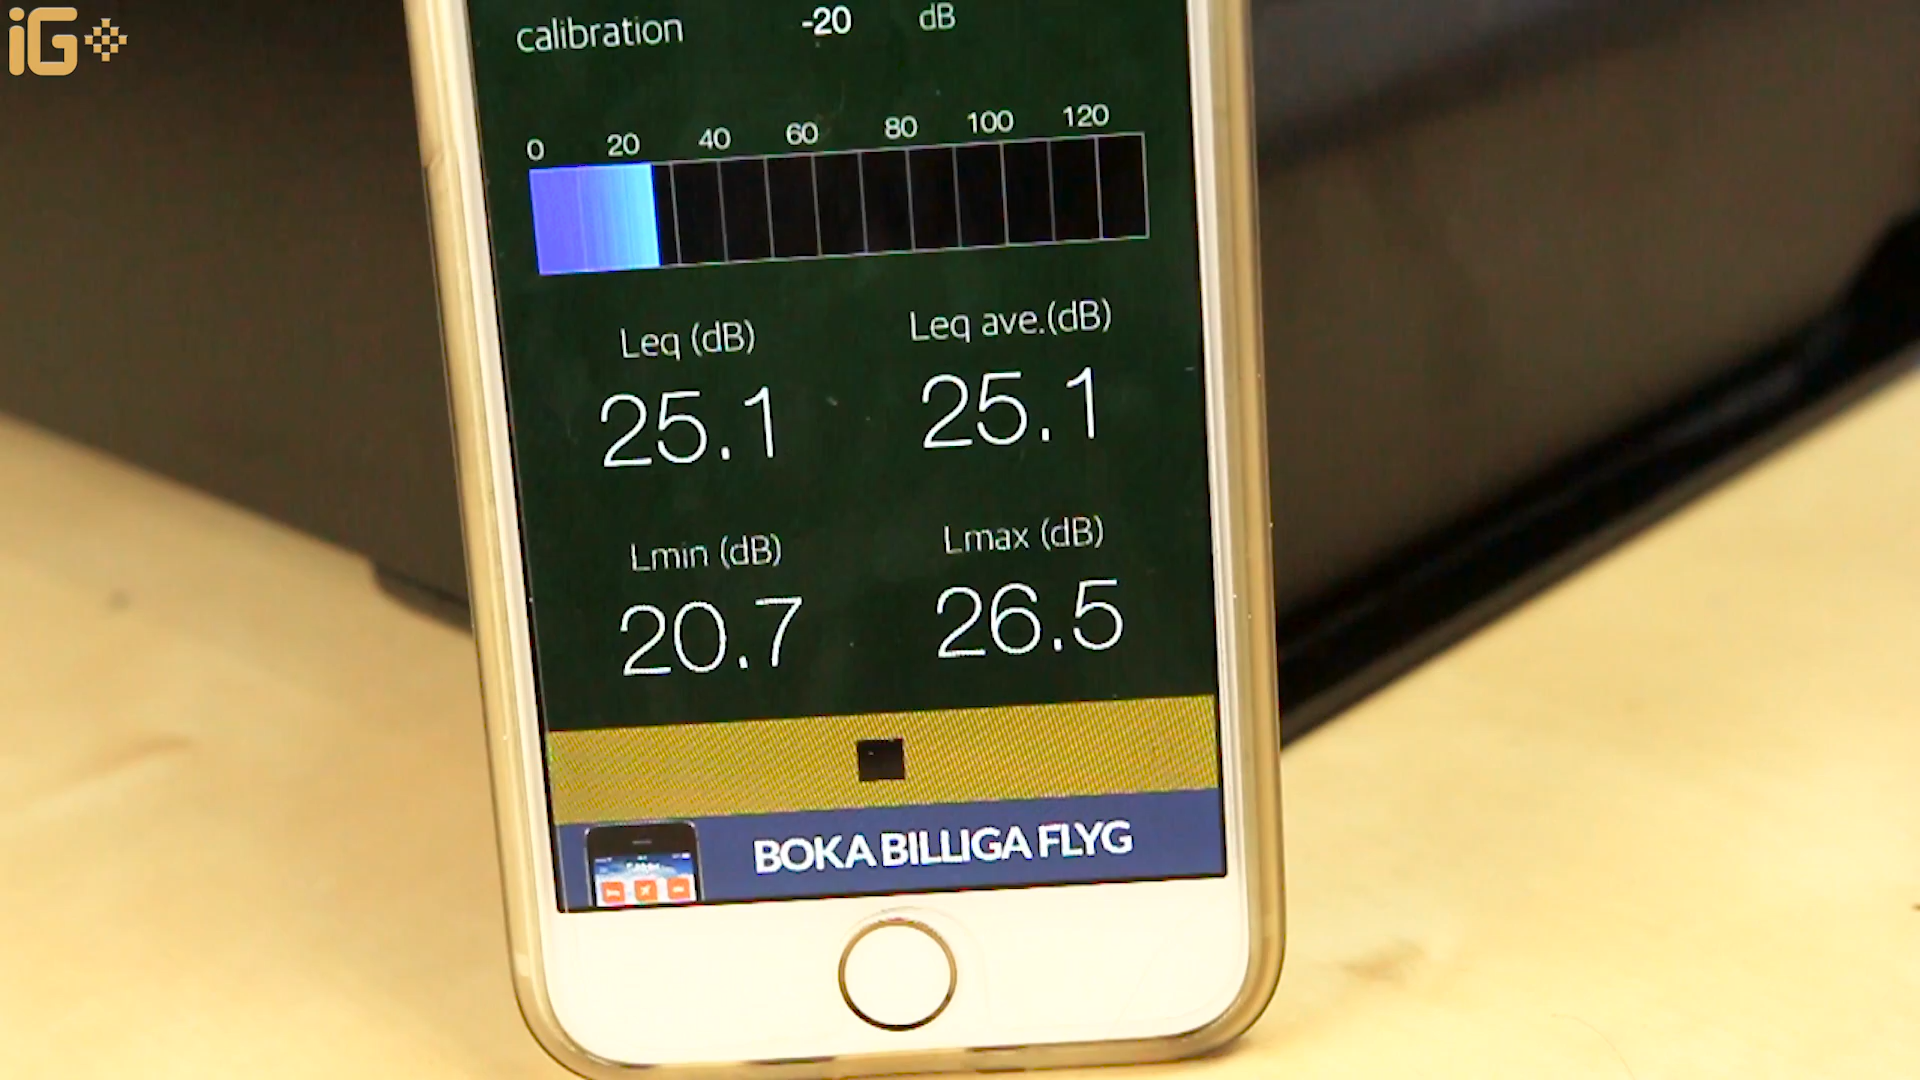 iG
calibration -20 dB
0 20 40 60 80 100 120
Leq (dB) Leq ave.(dB)
25.1 25.1
Lmin (dB) Lmax (dB)
20.7 26.5
BOKA BILLIGA FLYG